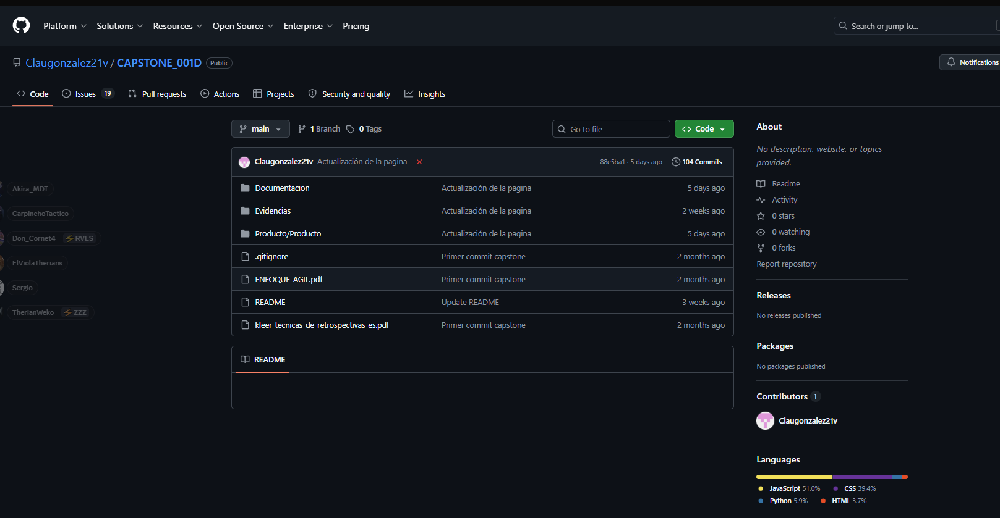 Platform Solutions Resources Open Source Enterprise Pricing Search or jump to...
Claugonzalez21v / CAPSTONE_001D Public Notifications
Code Issues 19 Pull requests Actions Projects Security and quality Insights
main 1 Branch 0 Tags Go to file Code
Claugonzalez21v Actualización de la pagina 88e5ba1 · 5 days ago 104 Commits
Documentacion Actualización de la pagina 5 days ago
Evidencias Actualización de la pagina 2 weeks ago
Producto/Producto Actualización de la pagina 5 days ago
.gitignore Primer commit capstone 2 months ago
ENFOQUE_AGIL.pdf Primer commit capstone 2 months ago
README Update README 3 weeks ago
kleer-tecnicas-de-retrospectivas-es.pdf Primer commit capstone 2 months ago
README
About
No description, website, or topics
provided.
Readme
Activity
0 stars
0 watching
0 forks
Report repository
Releases
No releases published
Packages
No packages published
Contributors 1
Claugonzalez21v
Languages
JavaScript 51.0% CSS 39.4%
Python 5.9% HTML 3.7%
Akira_MDT
CarpinchoTactico
Don_Cornet4 RVLS
ElViolaTherians
Sergio
TherianWeko ZZZ